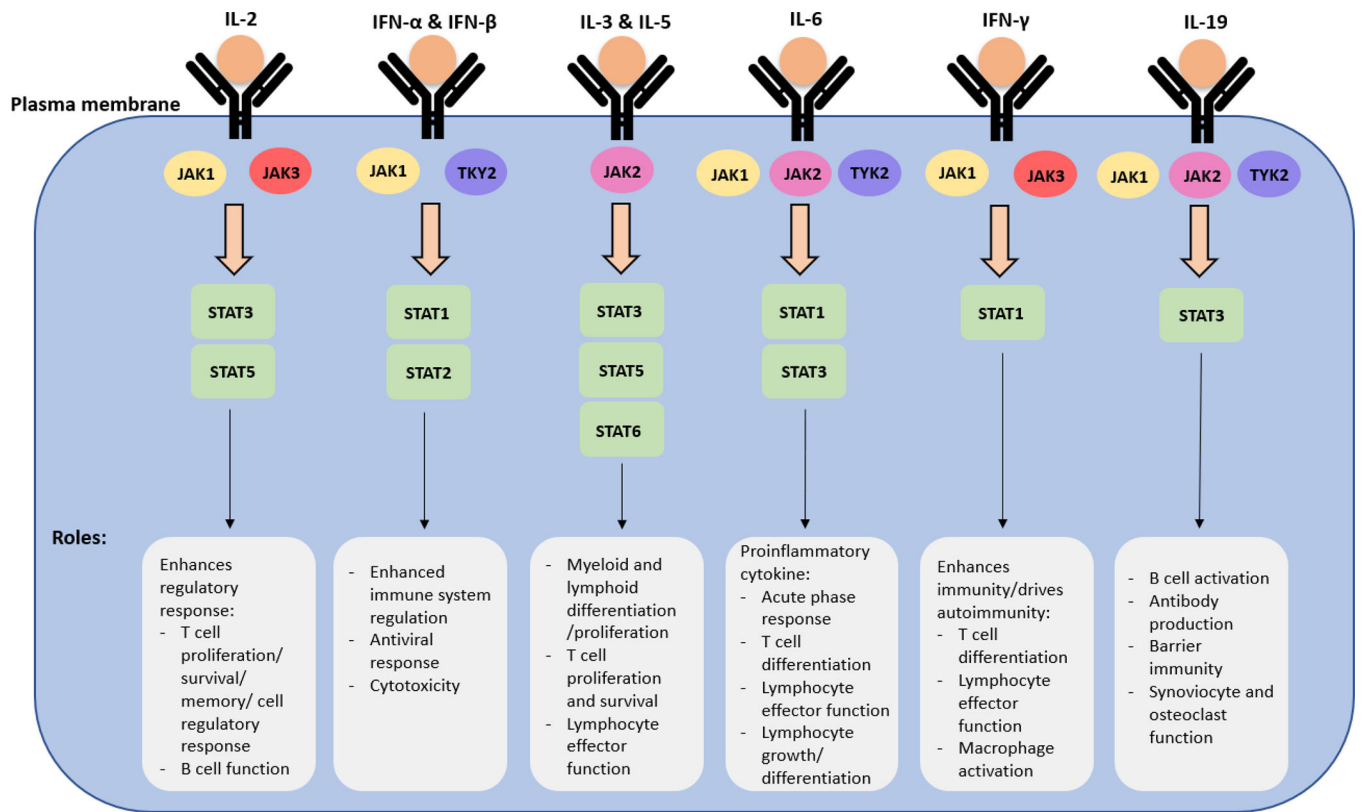 IL-2
IFN-α & IFN-β
IL-3 & IL-5
IL-6
IFN-γ
IL-19
Plasma membrane
JAK1
JAK3
JAK1
TKY2
JAK2
JAK1
JAK2
TYK2
JAK1
JAK3
JAK1
JAK2
TYK2
STAT3
STAT5
STAT1
STAT2
STAT3
STAT5
STAT6
STAT1
STAT3
STAT1
STAT3
Roles:
Enhances
regulatory
response:
- T cell
proliferation/
survival/
memory/ cell
regulatory
response
- B cell function
- Enhanced
immune system
regulation
- Antiviral
response
- Cytotoxicity
- Myeloid and
lymphoid
differentiation
/proliferation
- T cell
proliferation
and survival
- Lymphocyte
effector
function
Proinflammatory
cytokine:
- Acute phase
response
- T cell
differentiation
- Lymphocyte
effector function
- Lymphocyte
growth/
differentiation
Enhances
immunity/drives
autoimmunity:
- T cell
differentiation
- Lymphocyte
effector
function
- Macrophage
activation
- B cell activation
- Antibody
production
- Barrier
immunity
- Synoviocyte and
osteoclast
function